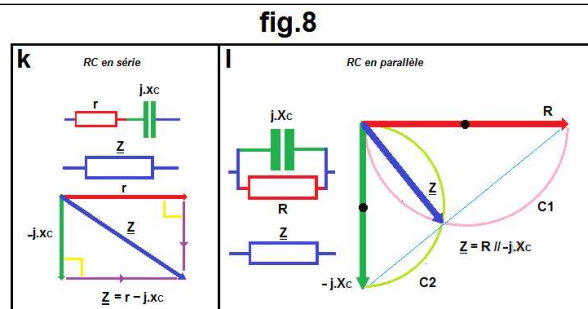 fig.8
k
RC en série
r
j.xc
Z
r
-j.xc
Z
Z = r – j.xc
l
RC en parallèle
j.Xc
R
Z
R
Z
C1
Z = R // -j.Xc
- j.Xc
C2